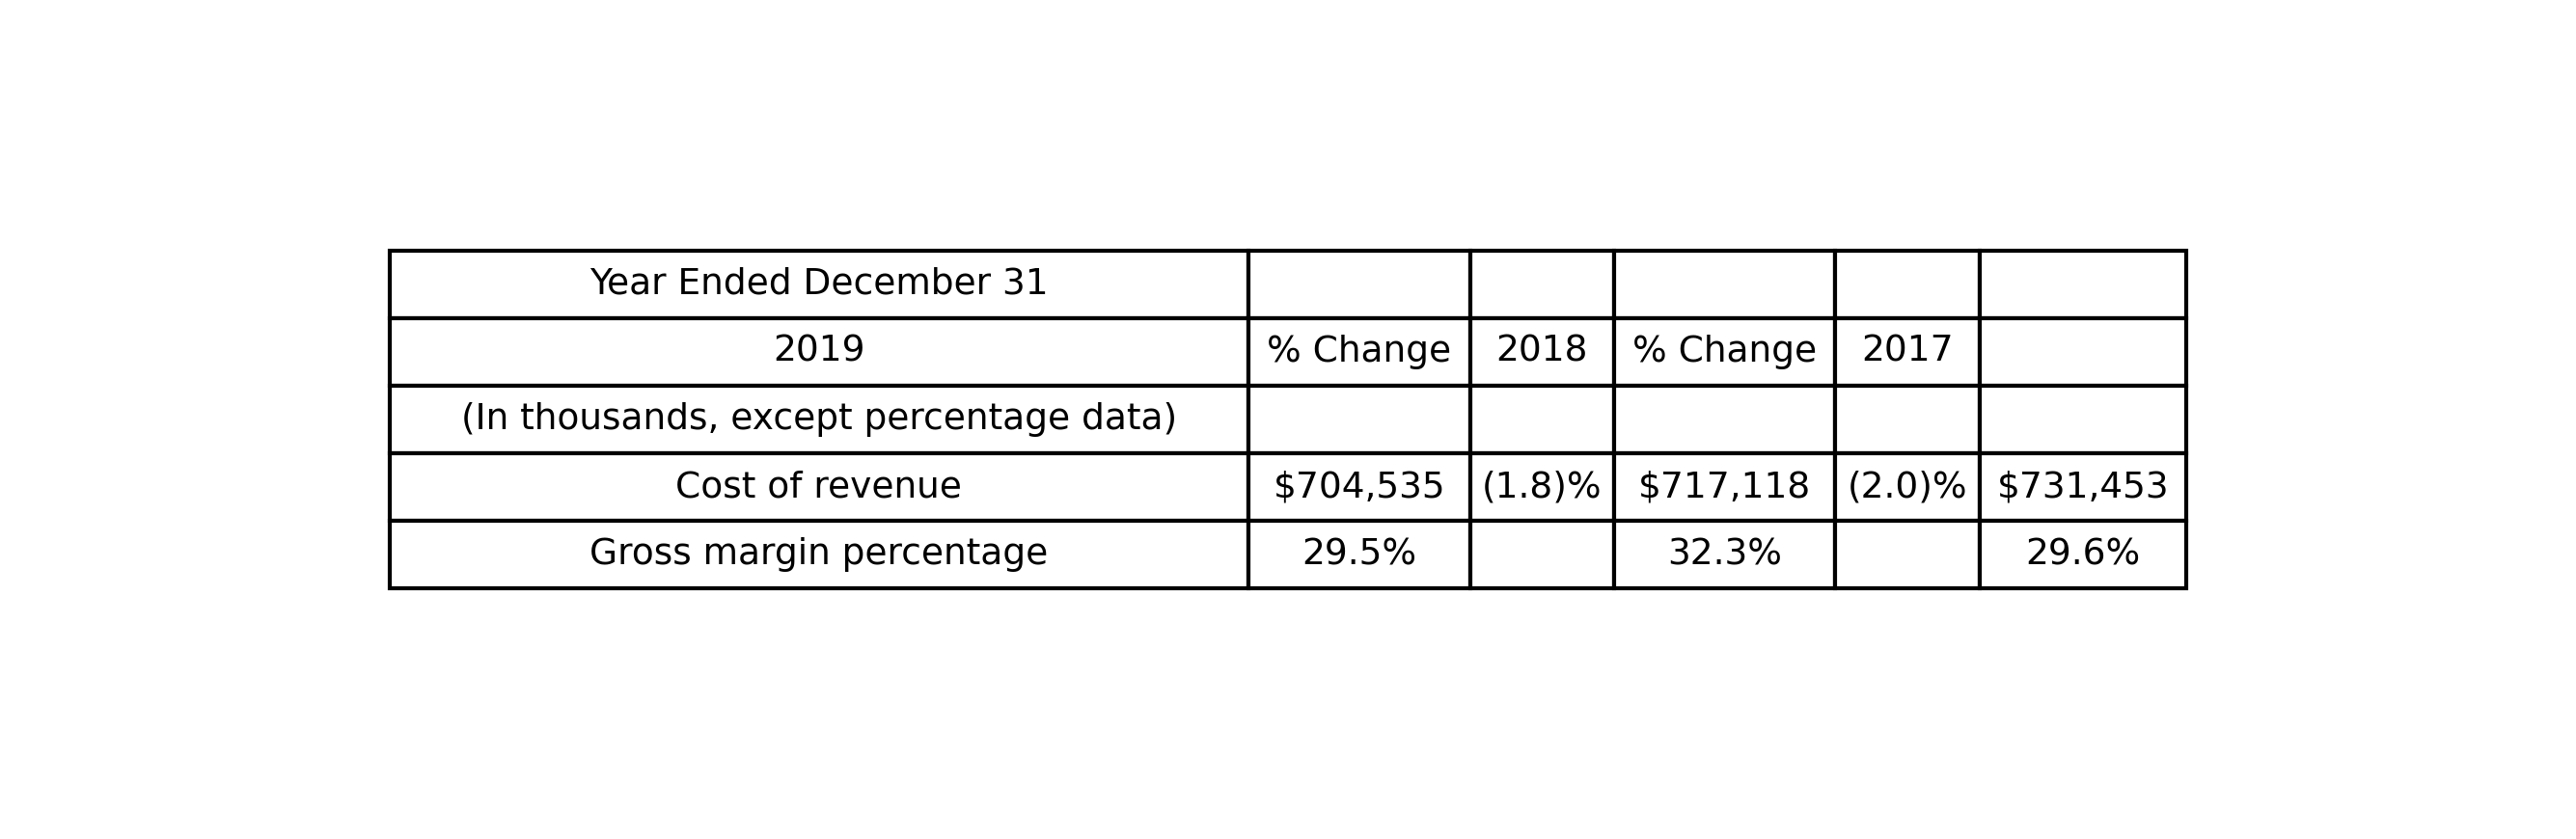 Year Ended December 31
2019 % Change 2018 % Change 2017
(In thousands, except percentage data)
Cost of revenue $704,535 (1.8)% $717,118 (2.0)% $731,453
Gross margin percentage 29.5% 32.3% 29.6%